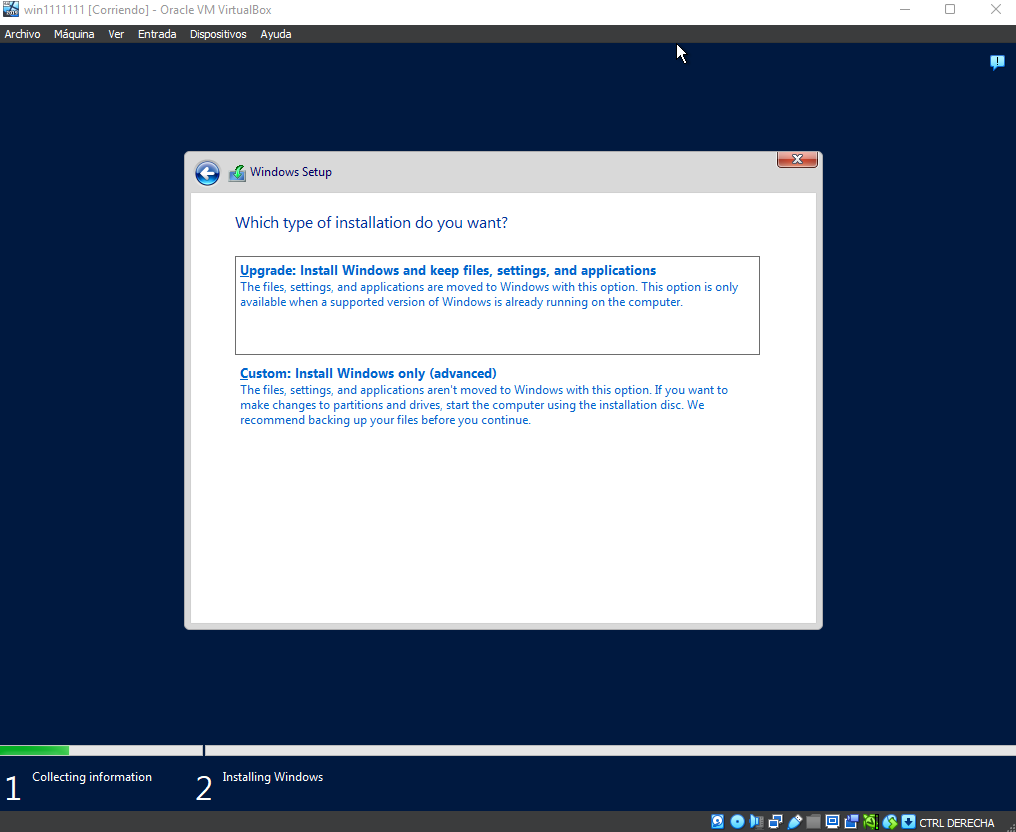 win1111111 [Corriendo] - Oracle VM VirtualBox
Archivo Máquina Ver Entrada Dispositivos Ayuda
Windows Setup
Which type of installation do you want?
Upgrade: Install Windows and keep files, settings, and applications
The files, settings, and applications are moved to Windows with this option. This option is only
available when a supported version of Windows is already running on the computer.
Custom: Install Windows only (advanced)
The files, settings, and applications aren't moved to Windows with this option. If you want to
make changes to partitions and drives, start the computer using the installation disc. We
recommend backing up your files before you continue.
1 Collecting information
2 Installing Windows
CTRL DERECHA